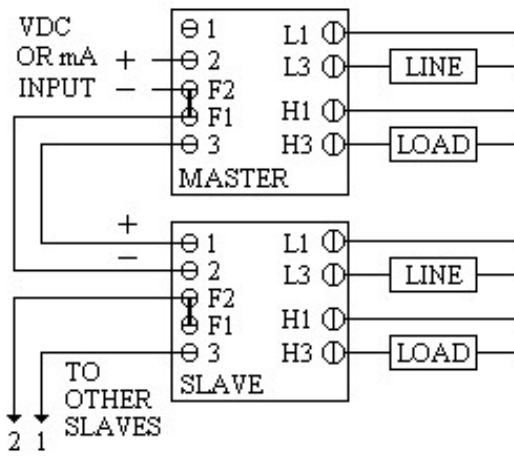 VDC
OR mA +
INPUT −
1
2
F2
F1
3
MASTER
L1
L3
LINE
H1
H3
LOAD
+
−
1
2
F2
F1
3
SLAVE
L1
L3
LINE
H1
H3
LOAD
TO
OTHER
SLAVES
2 1